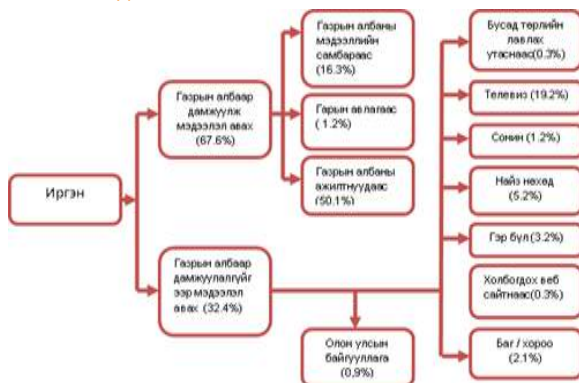 Иргэн
Газрын албаар
дамжуулж
мэдээлэл авах
(67.6%)
Газрын албаар
дамжуулалгүйг
ээр мэдээлэл
авах (32.4%)
Газрын албаны
мэдээллийн
самбараас
(16.3%)
Гарын авлагаас
( 1.2%)
Газрын албаны
ажилтнуудаас
(50.1%)
Олон улсын
байгууллага
(0,9%)
Бусад төрлийн
лавлах
утаснаас(0.3%)
Телевиз (19.2%)
Сонин (1.2%)
Найз нөхөд
(5.2%)
Гэр бүл (3.2%)
Холбогдох веб
сайтнаас(0.3%)
Баг / хороо
(2.1%)